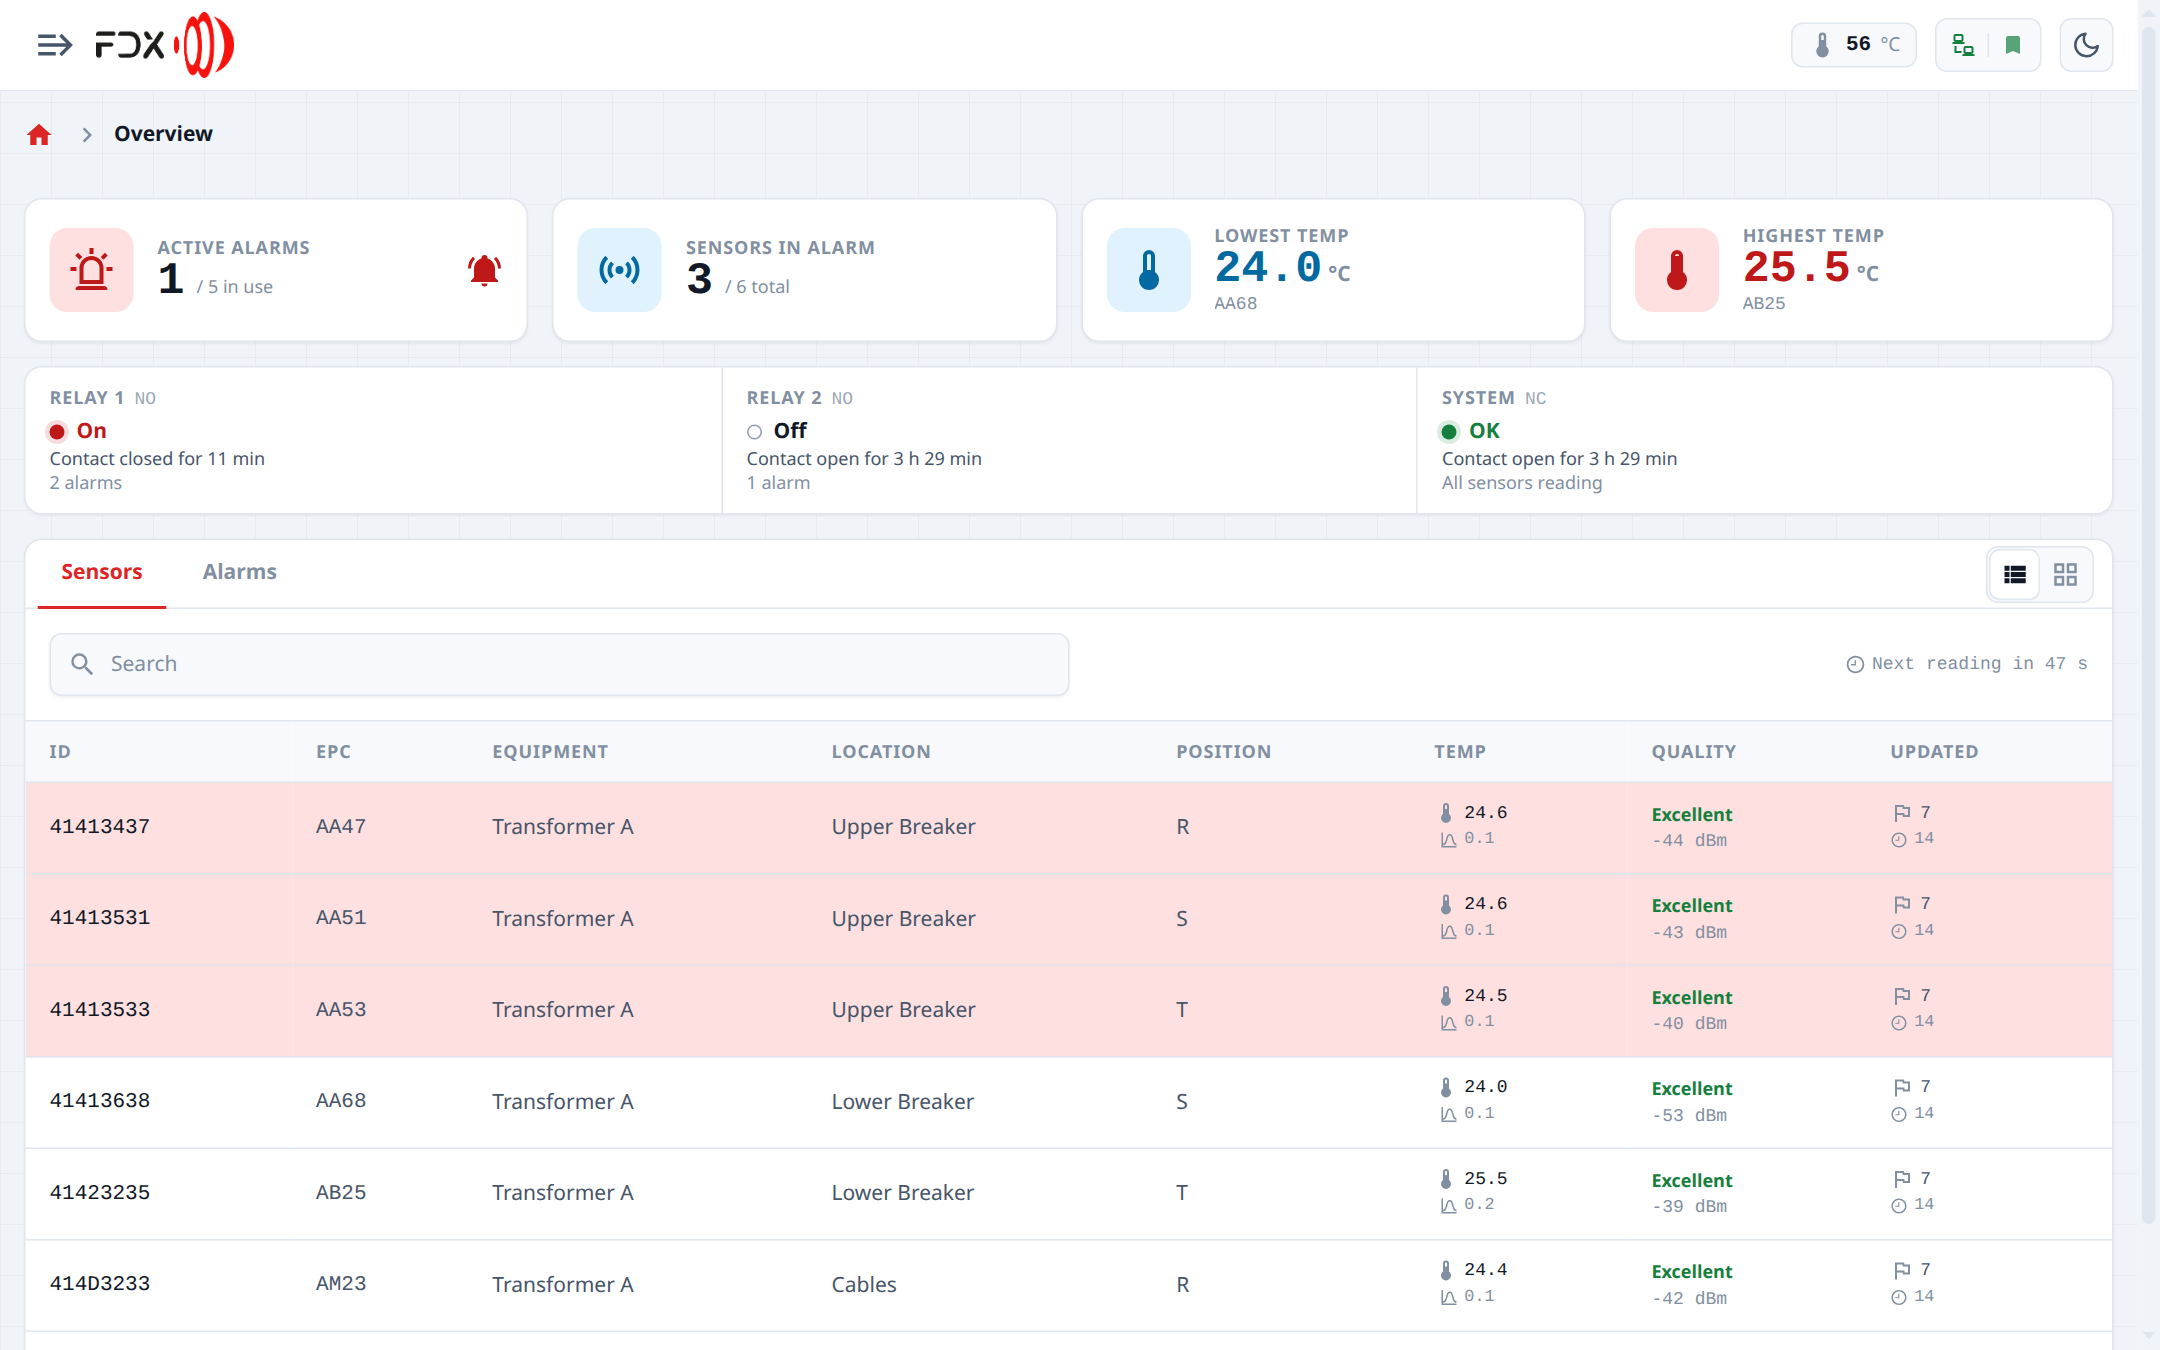 FDX
56 °C
Overview
ACTIVE ALARMS
1 / 5 in use
SENSORS IN ALARM
3 / 6 total
LOWEST TEMP
24.0 °C
AA68
HIGHEST TEMP
25.5 °C
AB25
RELAY 1 NO
On
Contact closed for 11 min
2 alarms
RELAY 2 NO
Off
Contact open for 3 h 29 min
1 alarm
SYSTEM NC
OK
Contact open for 3 h 29 min
All sensors reading
Sensors Alarms
Search
Next reading in 47 s
ID EPC EQUIPMENT LOCATION POSITION TEMP QUALITY UPDATED
41413437 AA47 Transformer A Upper Breaker R 24.6 Excellent 7
0.1 -44 dBm 14
41413531 AA51 Transformer A Upper Breaker S 24.6 Excellent 7
0.1 -43 dBm 14
41413533 AA53 Transformer A Upper Breaker T 24.5 Excellent 7
0.1 -40 dBm 14
41413638 AA68 Transformer A Lower Breaker S 24.0 Excellent 7
0.1 -53 dBm 14
41423235 AB25 Transformer A Lower Breaker T 25.5 Excellent 7
0.2 -39 dBm 14
414D3233 AM23 Transformer A Cables R 24.4 Excellent 7
0.1 -42 dBm 14